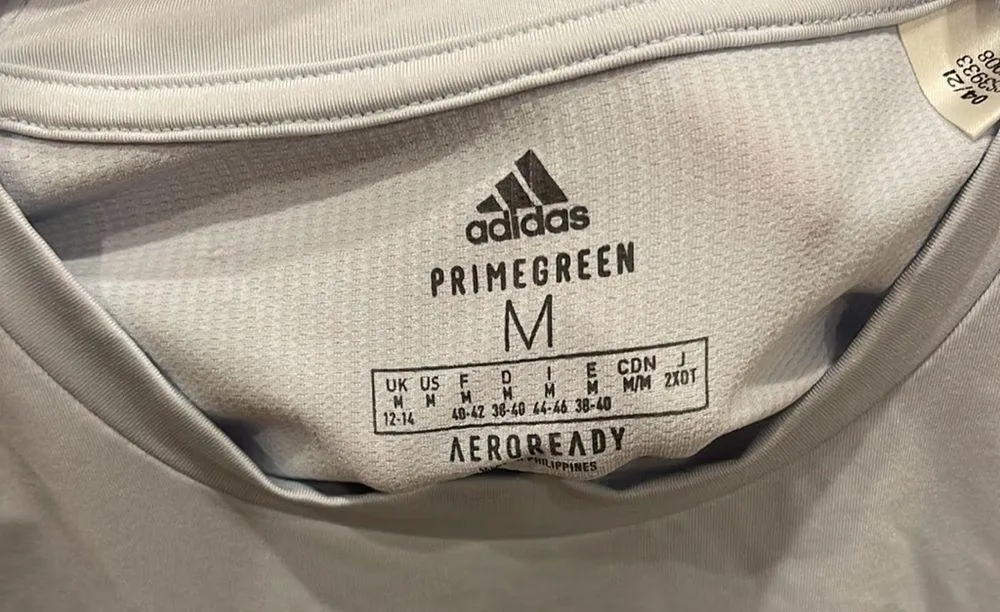 adidas
PRIMEGREEN
M
UK US F D I E CDN J
M M M M M M M/M 2XOT
12-14 40-42 36-40 44-46 38-40
AEROREADY
PHILIPPINES
04/21